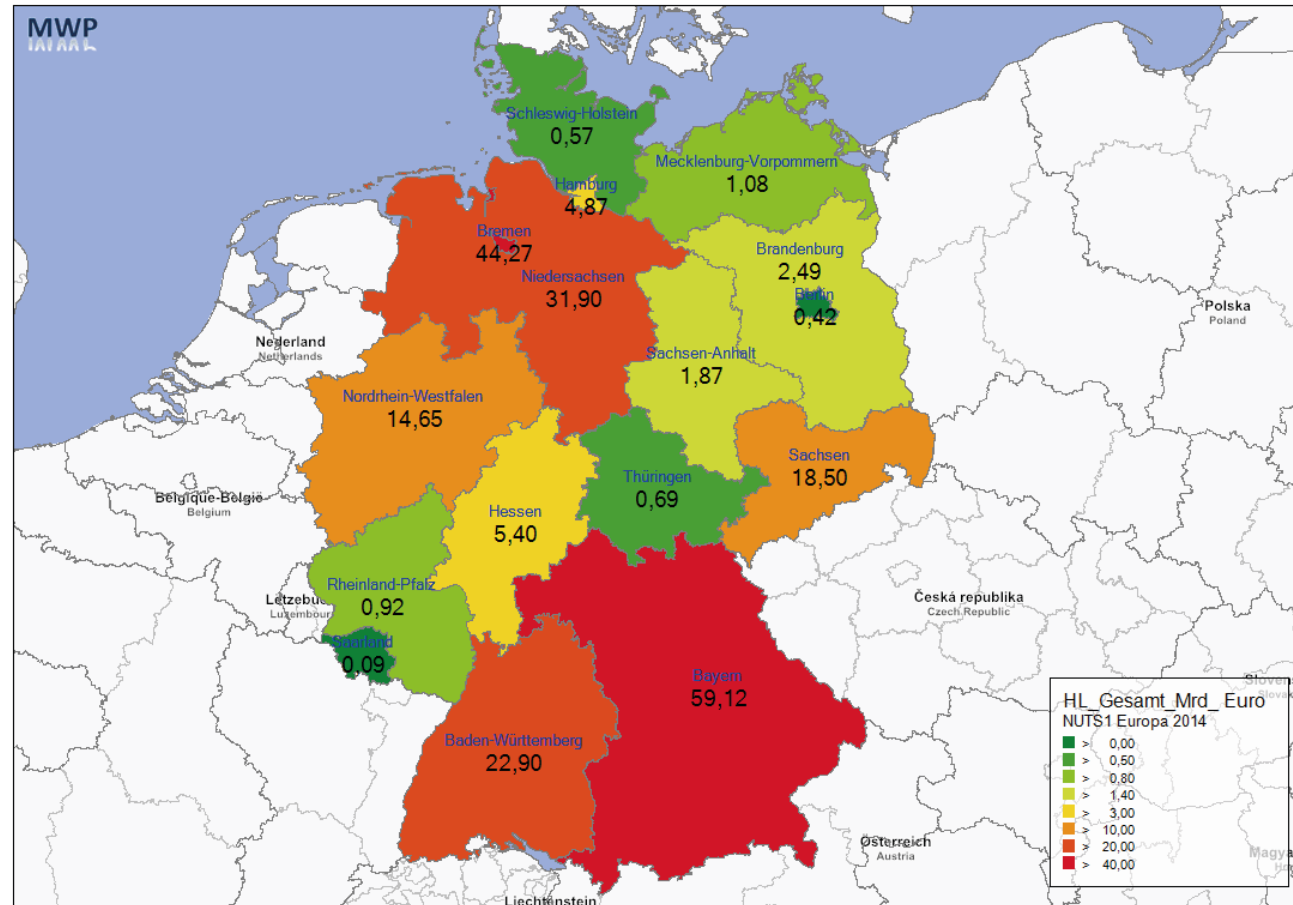 MWP
Schleswig-Holstein
0,57
Mecklenburg-Vorpommern
1,08
Hamburg
4,87
Bremen
44,27
Niedersachsen
31,90
Brandenburg
2,49
Berlin
0,42
Polska
Poland
Nederland
Netherlands
Sachsen-Anhalt
1,87
Nordrhein-Westfalen
14,65
Sachsen
18,50
Thüringen
0,69
België-
Belgium
Hessen
5,40
Rheinland-Pfalz
0,92
Česká republika
Czech Republic
Saarland
0,09
Bayern
59,12
Baden-Württemberg
22,90
Österreich
Austria
Liechtenstein
HL_Gesamt_Mrd_ Euro
NUTS1 Europa 2014
> 0,00
> 0,50
> 0,80
> 1,40
> 3,00
> 10,00
> 20,00
> 40,00